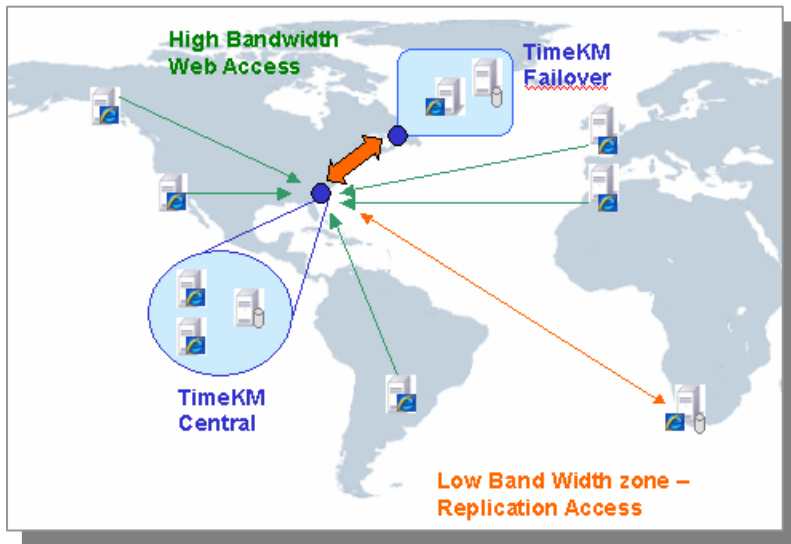 High Bandwidth
Web Access
TimeKM
Failover
TimeKM
Central
Low Band Width zone –
Replication Access